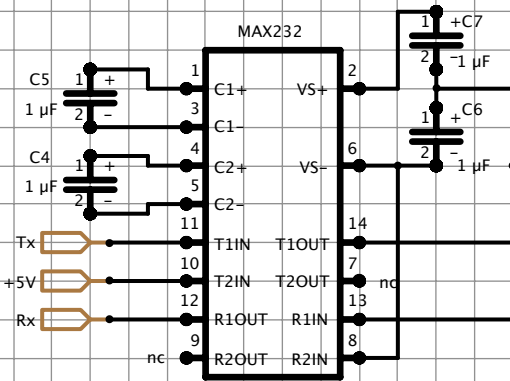 MAX232
C5
1
+
1 µF
2
−
C4
1
+
1 µF
2
−
Tx
+5V
Rx
nc
1
3
4
5
11
10
12
9
C1+
C1−
C2+
C2−
T1IN
T2IN
R1OUT
R2OUT
VS+
VS−
T1OUT
T2OUT
R1IN
R2IN
2
6
14
7
13
8
nc
1
+C7
2
−1 µF
1
+C6
2
−1 µF